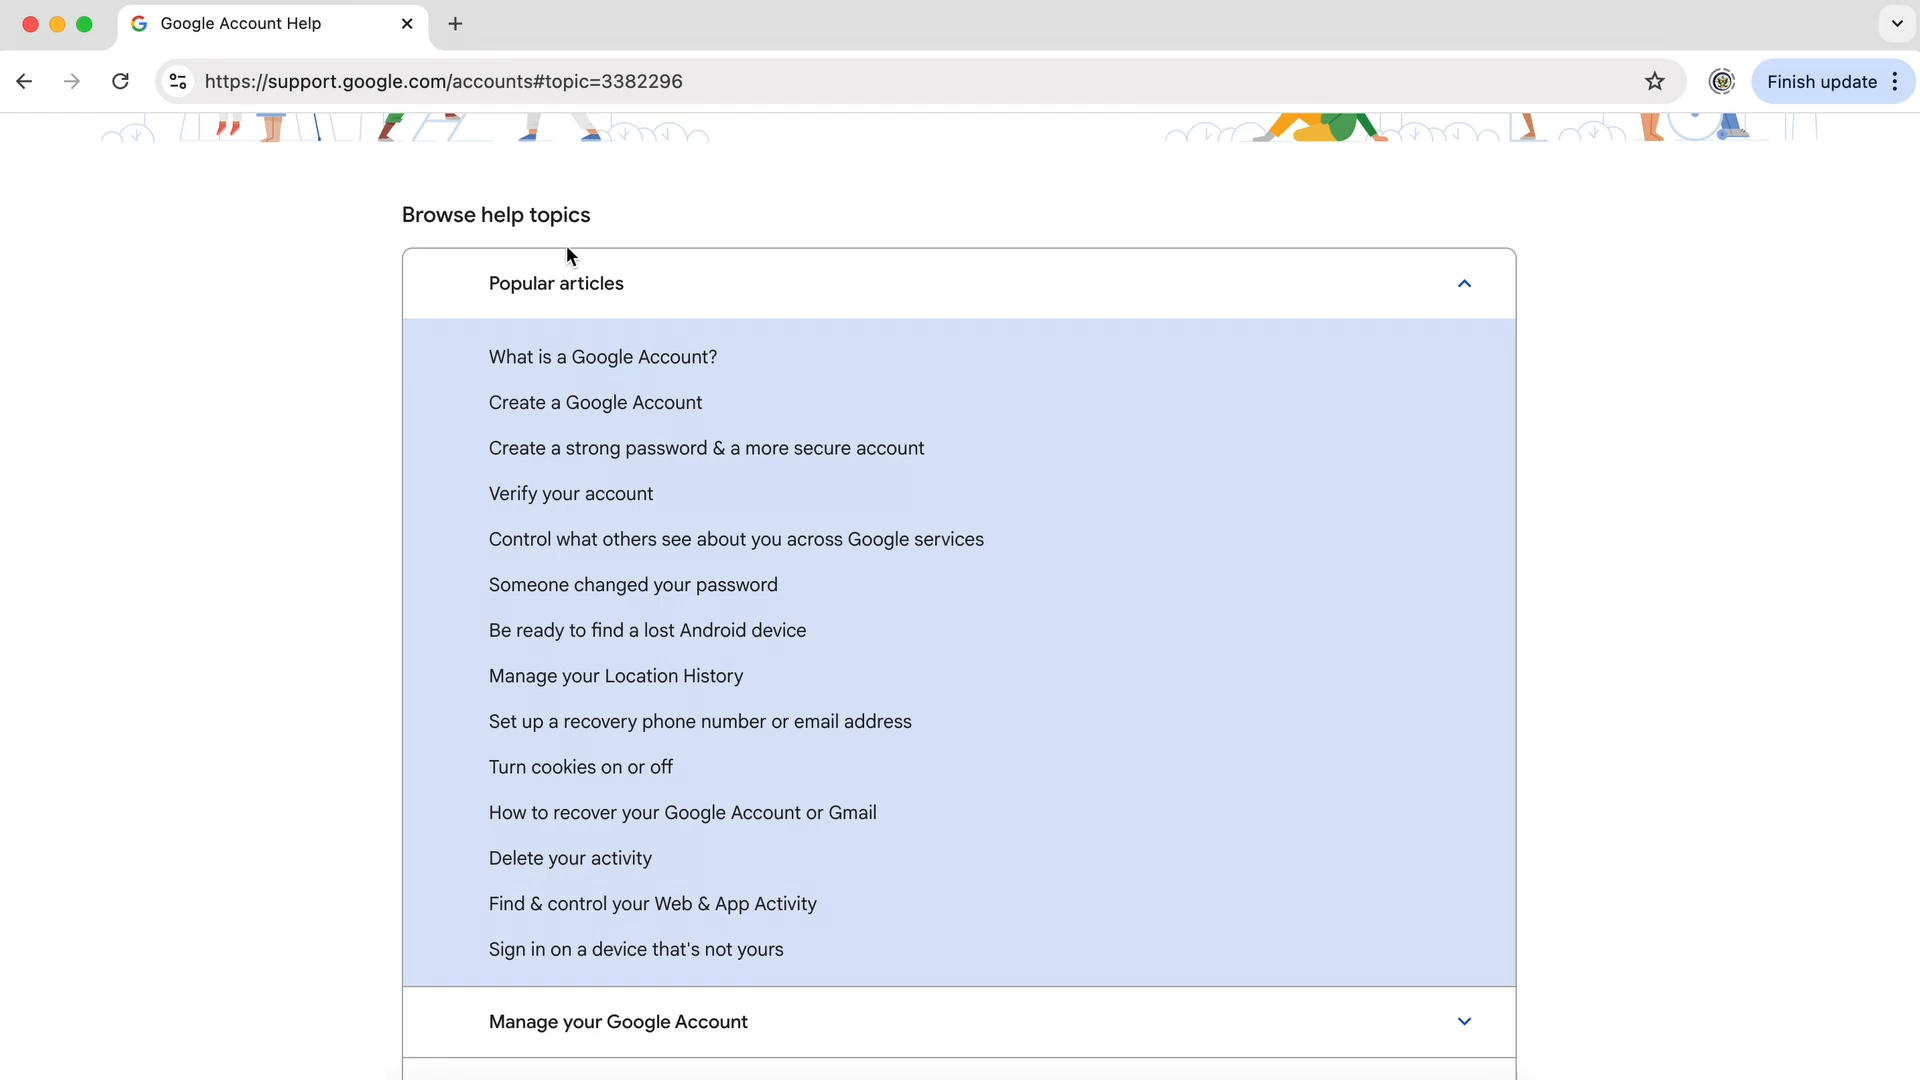 Google Account Help
https://support.google.com/accounts#topic=3382296
Finish update
Browse help topics
Popular articles
What is a Google Account?
Create a Google Account
Create a strong password & a more secure account
Verify your account
Control what others see about you across Google services
Someone changed your password
Be ready to find a lost Android device
Manage your Location History
Set up a recovery phone number or email address
Turn cookies on or off
How to recover your Google Account or Gmail
Delete your activity
Find & control your Web & App Activity
Sign in on a device that's not yours
Manage your Google Account